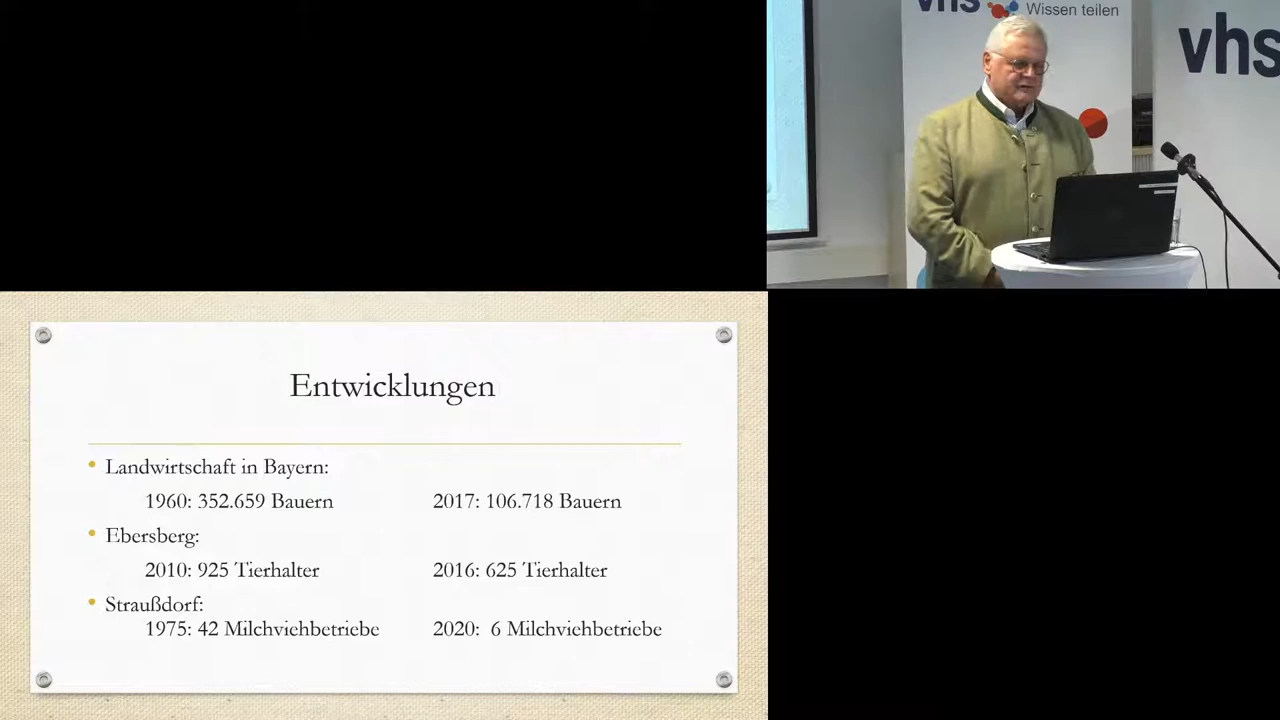 vhs Wissen teilen
vhs
Entwicklungen
• Landwirtschaft in Bayern:
1960: 352.659 Bauern 2017: 106.718 Bauern
• Ebersberg:
2010: 925 Tierhalter 2016: 625 Tierhalter
• Straußdorf:
1975: 42 Milchviehbetriebe 2020: 6 Milchviehbetriebe